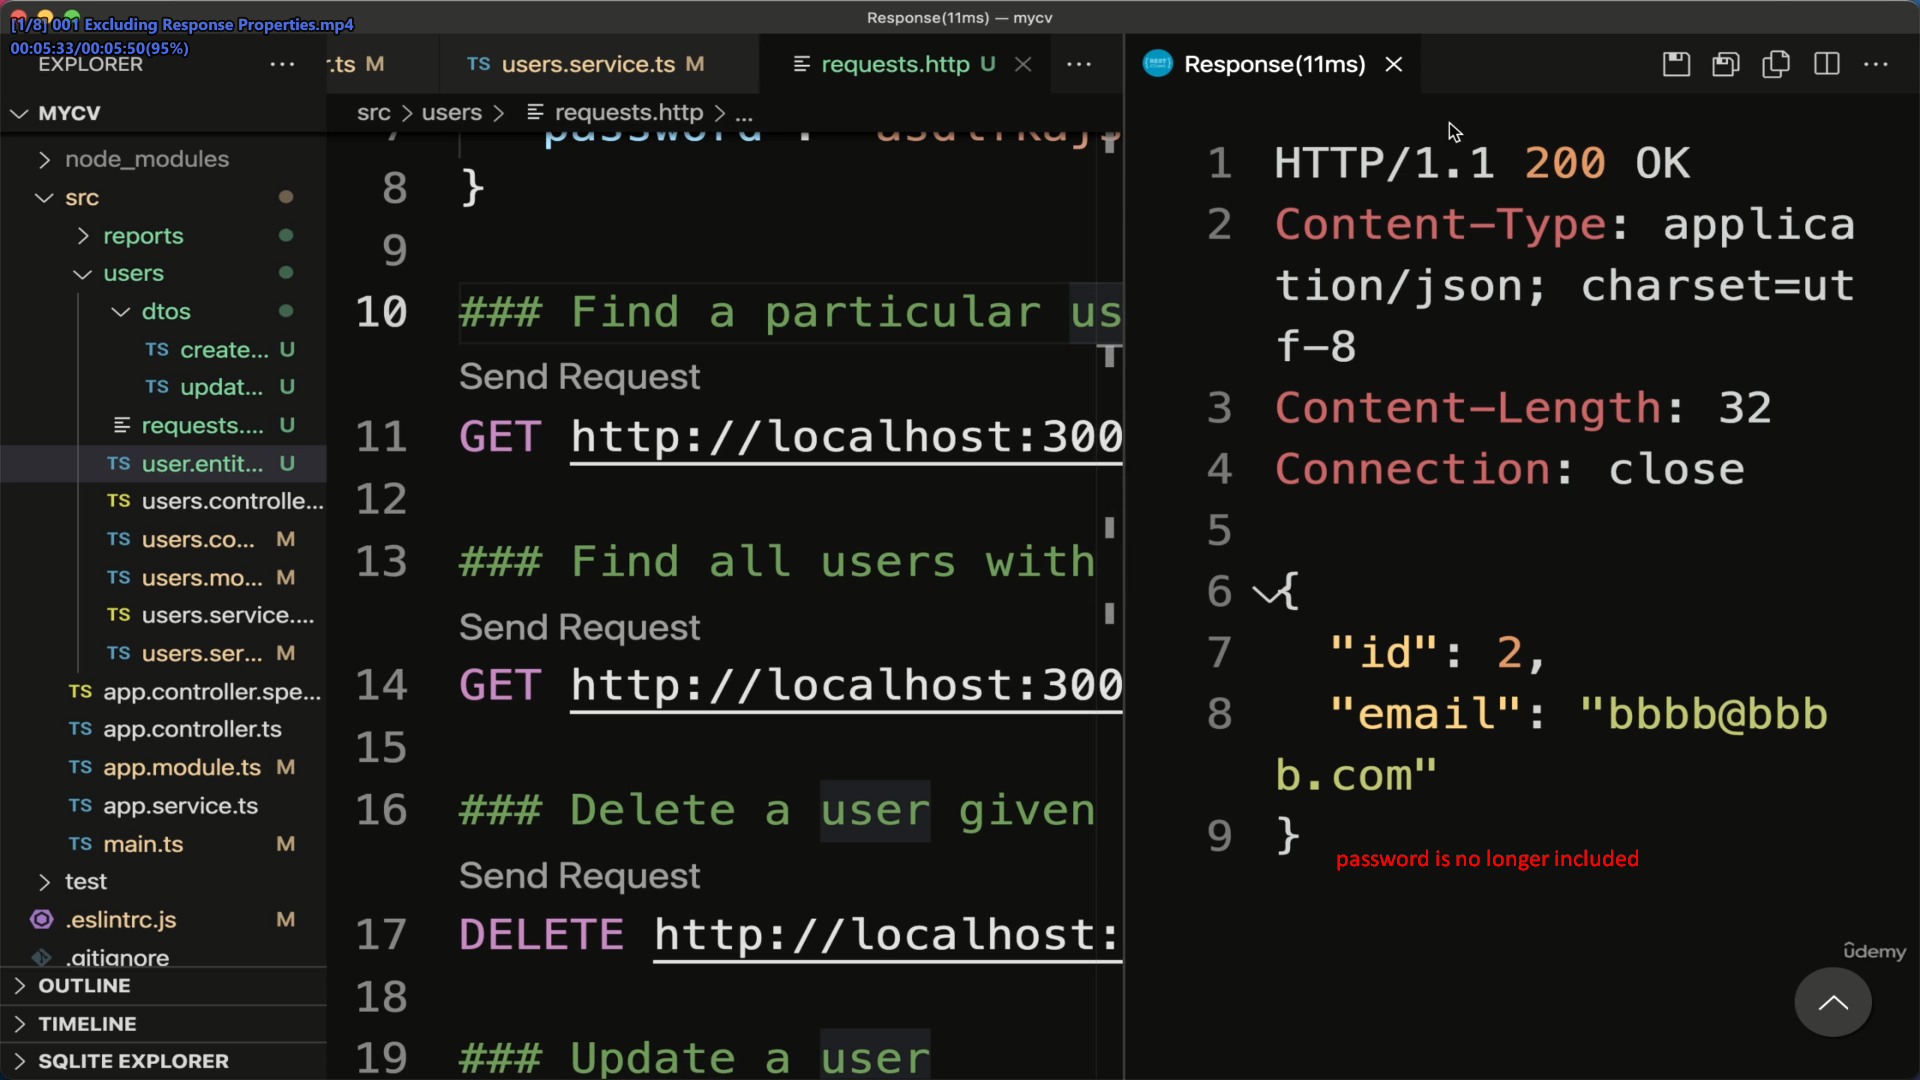 [1/8] 001 Excluding Response Properties.mp4
00:05:33/00:05:50(95%)
Response(11ms) — mycv
EXPLORER
MYCV
node_modules
src
reports
users
dtos
TS create... U
TS updat... U
requests.... U
TS user.entit... U
TS users.controlle...
TS users.co... M
TS users.mo... M
TS users.service....
TS users.ser... M
TS app.controller.spe...
TS app.controller.ts
TS app.module.ts M
TS app.service.ts
TS main.ts M
test
.eslintrc.js M
.gitignore
OUTLINE
TIMELINE
SQLITE EXPLORER
r.ts M
TS users.service.ts M
requests.http U
src > users > requests.http > ...
8 }
9
10 ### Find a particular us
Send Request
11 GET http://localhost:300
12
13 ### Find all users with
Send Request
14 GET http://localhost:300
15
16 ### Delete a user given
Send Request
17 DELETE http://localhost:
18
19 ### Update a user
Response(11ms)
1 HTTP/1.1 200 OK
2 Content-Type: applica
tion/json; charset=ut
f-8
3 Content-Length: 32
4 Connection: close
5
6 {
7 "id": 2,
8 "email": "bbbb@bbb
b.com"
9 }
password is no longer included
ûdemy